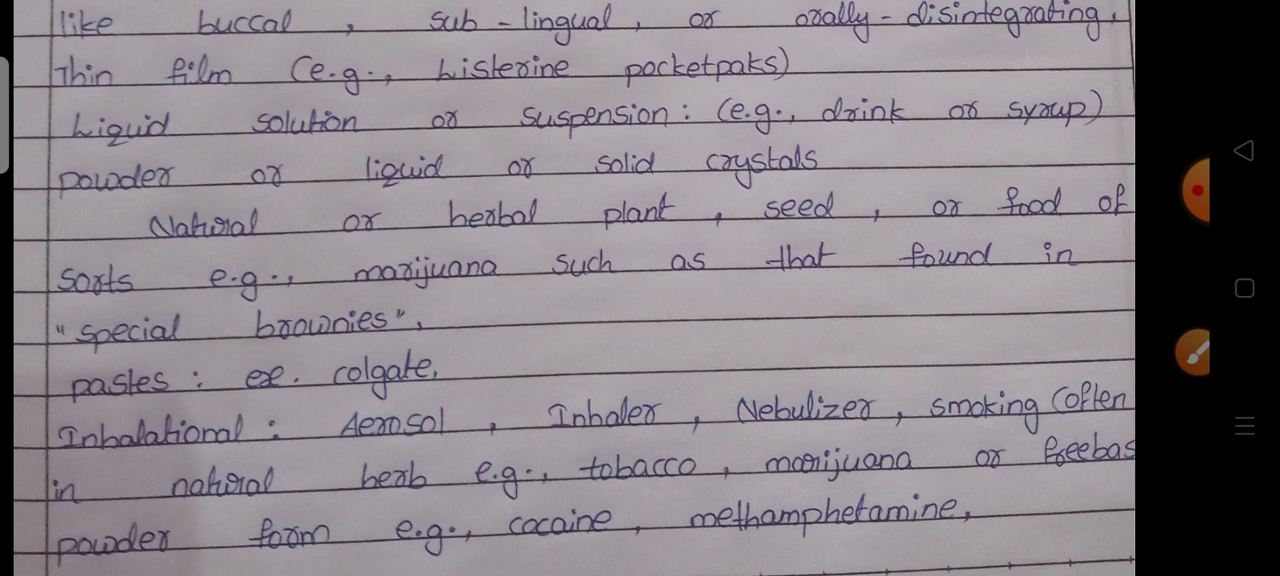 like buccal , sub-lingual, or orally-disintegrating,
Thin film (e.g., Listerine pocketpaks)
Liquid solution or suspension: (e.g., drink or syrup)
powder or liquid or solid crystals
Natural or herbal plant , seed , or food of
sorts e.g., marijuana such as that found in
"special brownies",
pastes : ex. colgate,
Inhalational : Aerosol , Inhaler , Nebulizer , smoking (often
in natural herb e.g., tobacco, marijuana or freebas
powder form e.g., cocaine, methamphetamine,